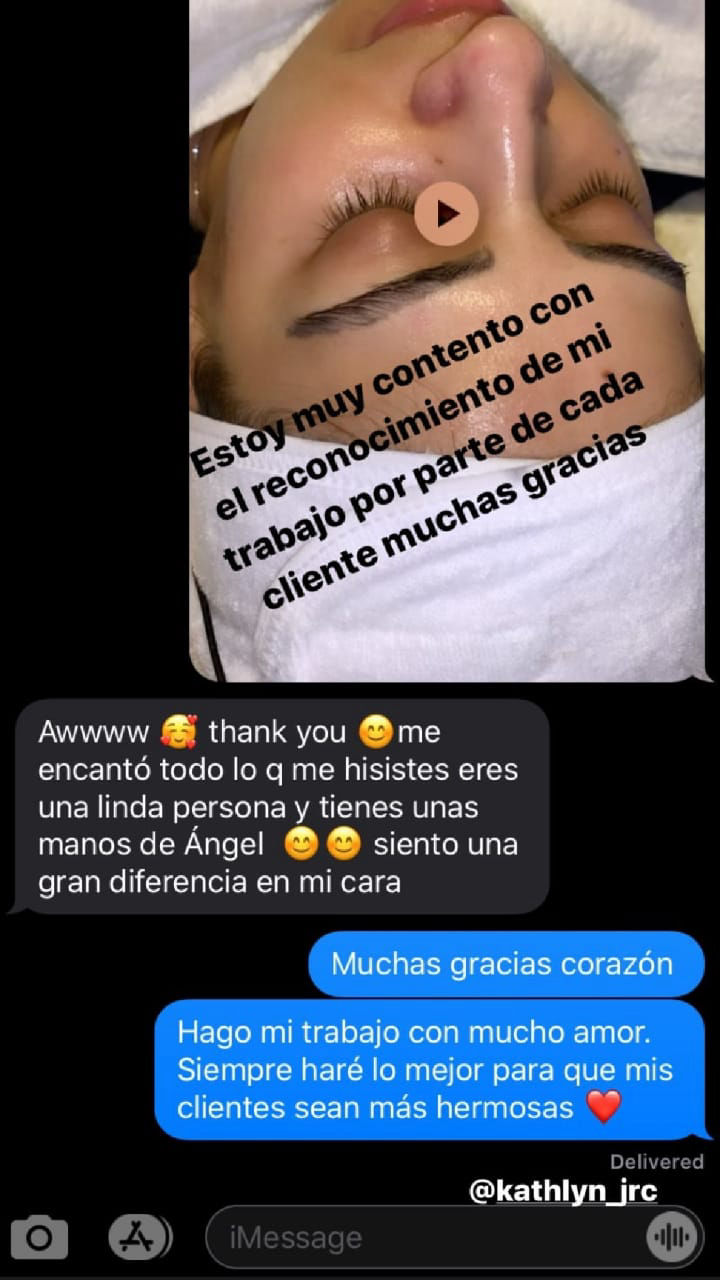 Estoy muy contento con
el reconocimiento de mi
trabajo por parte de cada
cliente muchas gracias
Awwww 🥰 thank you 😊me
encantó todo lo q me hisistes eres
una linda persona y tienes unas
manos de Ángel 😊😊 siento una
gran diferencia en mi cara
Muchas gracias corazón
Hago mi trabajo con mucho amor.
Siempre haré lo mejor para que mis
clientes sean más hermosas ❤️
Delivered
@kathlyn_jrc
iMessage